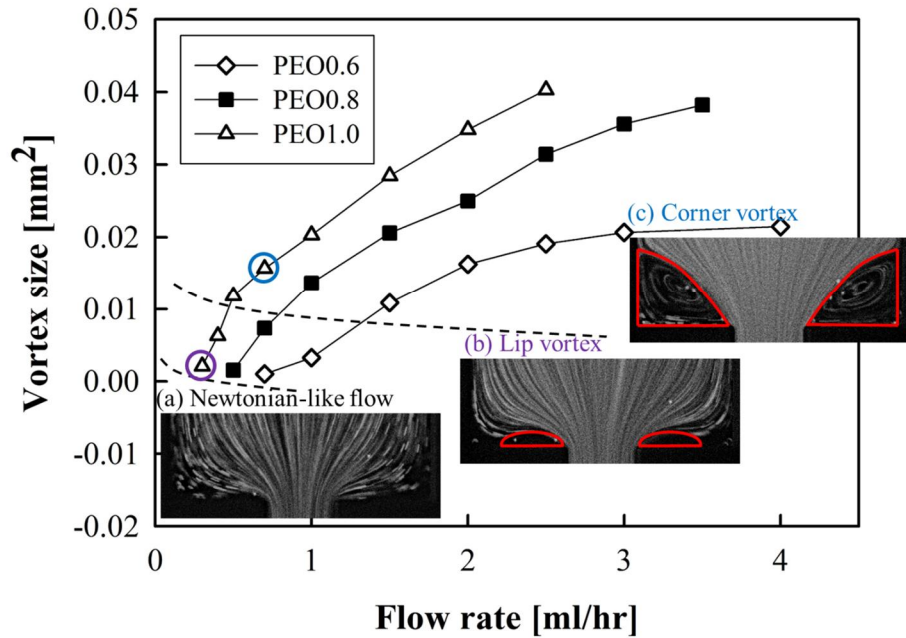 0.05
0.04
0.03
0.02
0.01
0.00
-0.01
-0.02
Vortex size [mm²]
PEO0.6
PEO0.8
PEO1.0
(c) Corner vortex
(b) Lip vortex
(a) Newtonian-like flow
0 1 2 3 4
Flow rate [ml/hr]